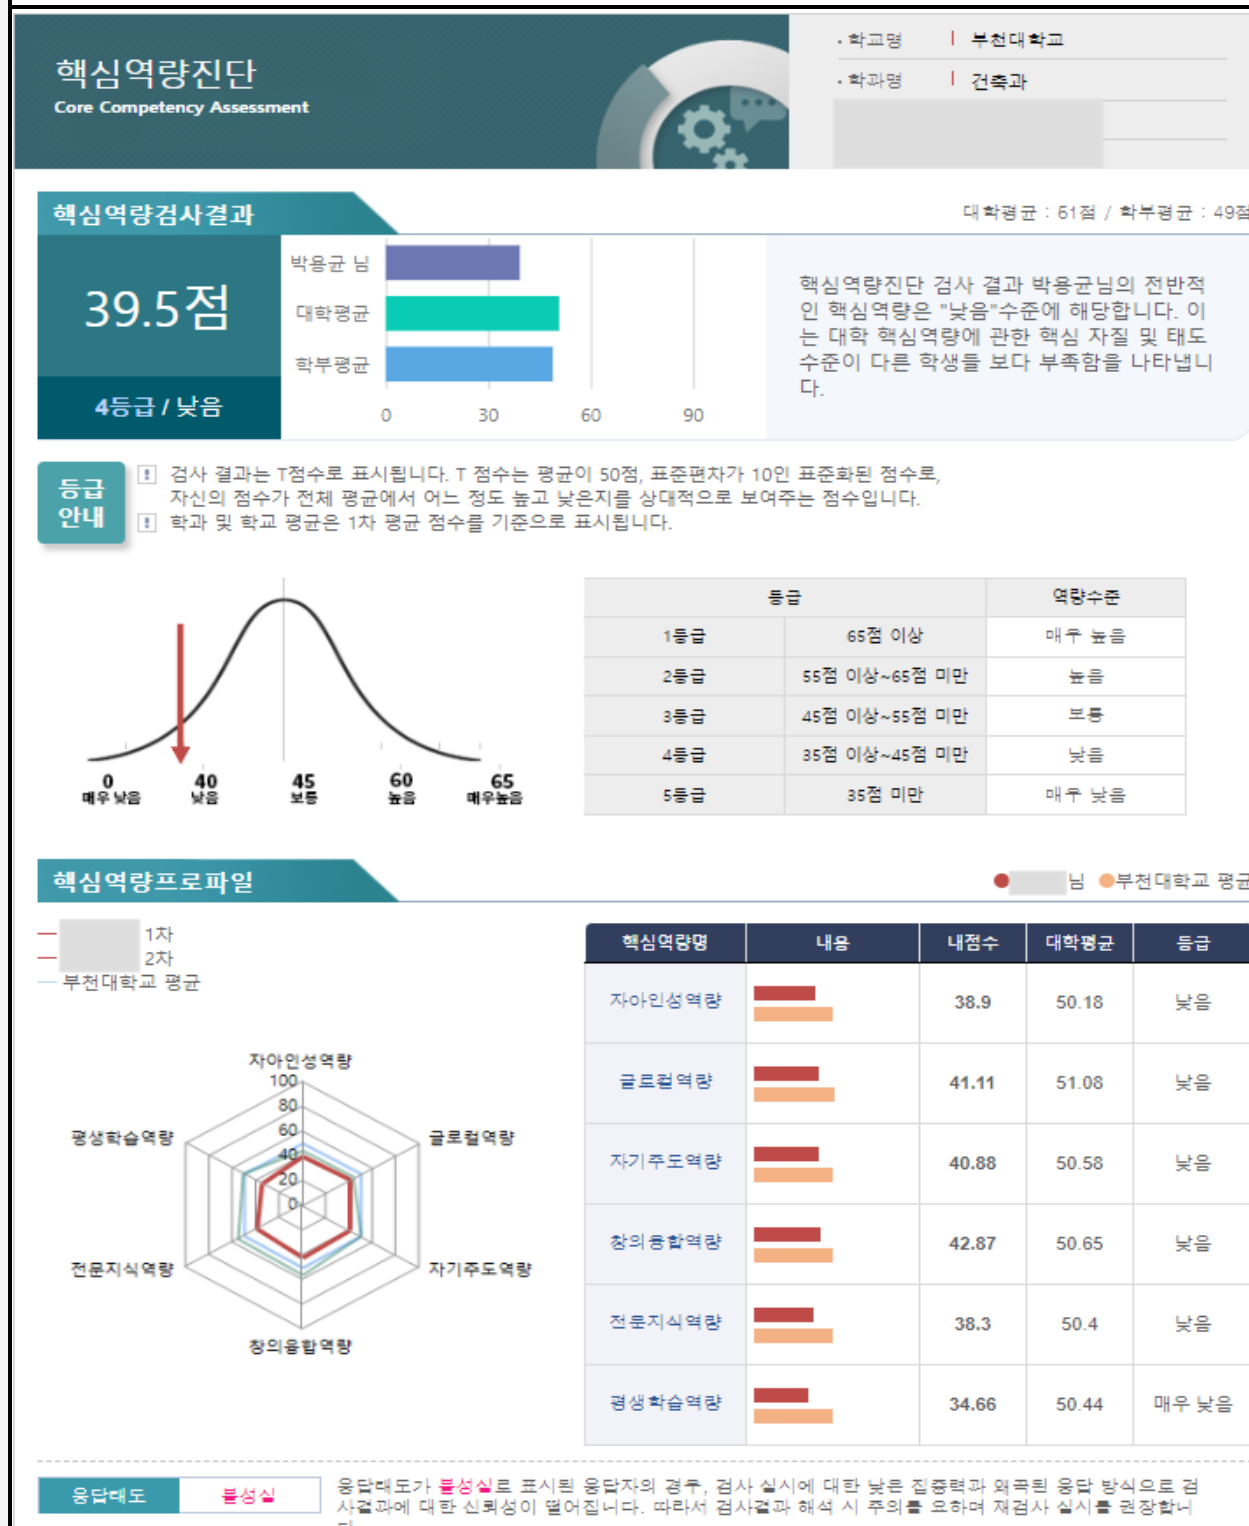 핵심역량진단
Core Competency Assessment
· 학교명 | 부천대학교
· 학과명 | 건축과
핵심역량검사결과
대학평균 : 51점 / 학부평균 : 49점
39.5점
4등급 / 낮음
박용균 님
대학평균
학부평균
0 30 60 90
핵심역량진단 검사 결과 박용균님의 전반적
인 핵심역량은 "낮음"수준에 해당합니다. 이
는 대학 핵심역량에 관한 핵심 자질 및 태도
수준이 다른 학생들 보다 부족함을 나타냅니
다.
등급
안내
! 검사 결과는 T점수로 표시됩니다. T 점수는 평균이 50점, 표준편차가 10인 표준화된 점수로,
자신의 점수가 전체 평균에서 어느 정도 높고 낮은지를 상대적으로 보여주는 점수입니다.
! 학과 및 학교 평균은 1차 평균 점수를 기준으로 표시됩니다.
0 40 45 60 65
매우 낮음 낮음 보통 높음 매우높음
등급 역량수준
1등급 65점 이상 매우 높음
2등급 55점 이상~65점 미만 높음
3등급 45점 이상~55점 미만 보통
4등급 35점 이상~45점 미만 낮음
5등급 35점 미만 매우 낮음
핵심역량프로파일
님 부천대학교 평균
1차
2차
부천대학교 평균
자아인성역량
글로컬역량
자기주도역량
창의융합역량
전문지식역량
평생학습역량
100
80
60
40
20
0
핵심역량명 내용 내점수 대학평균 등급
자아인성역량 38.9 50.18 낮음
글로컬역량 41.11 51.08 낮음
자기주도역량 40.88 50.58 낮음
창의융합역량 42.87 50.65 낮음
전문지식역량 38.3 50.4 낮음
평생학습역량 34.66 50.44 매우 낮음
응답태도 불성실
응답태도가 불성실로 표시된 응답자의 경우, 검사 실시에 대한 낮은 집중력과 왜곡된 응답 방식으로 검
사결과에 대한 신뢰성이 떨어집니다. 따라서 검사결과 해석 시 주의를 요하며 재검사 실시를 권장합니